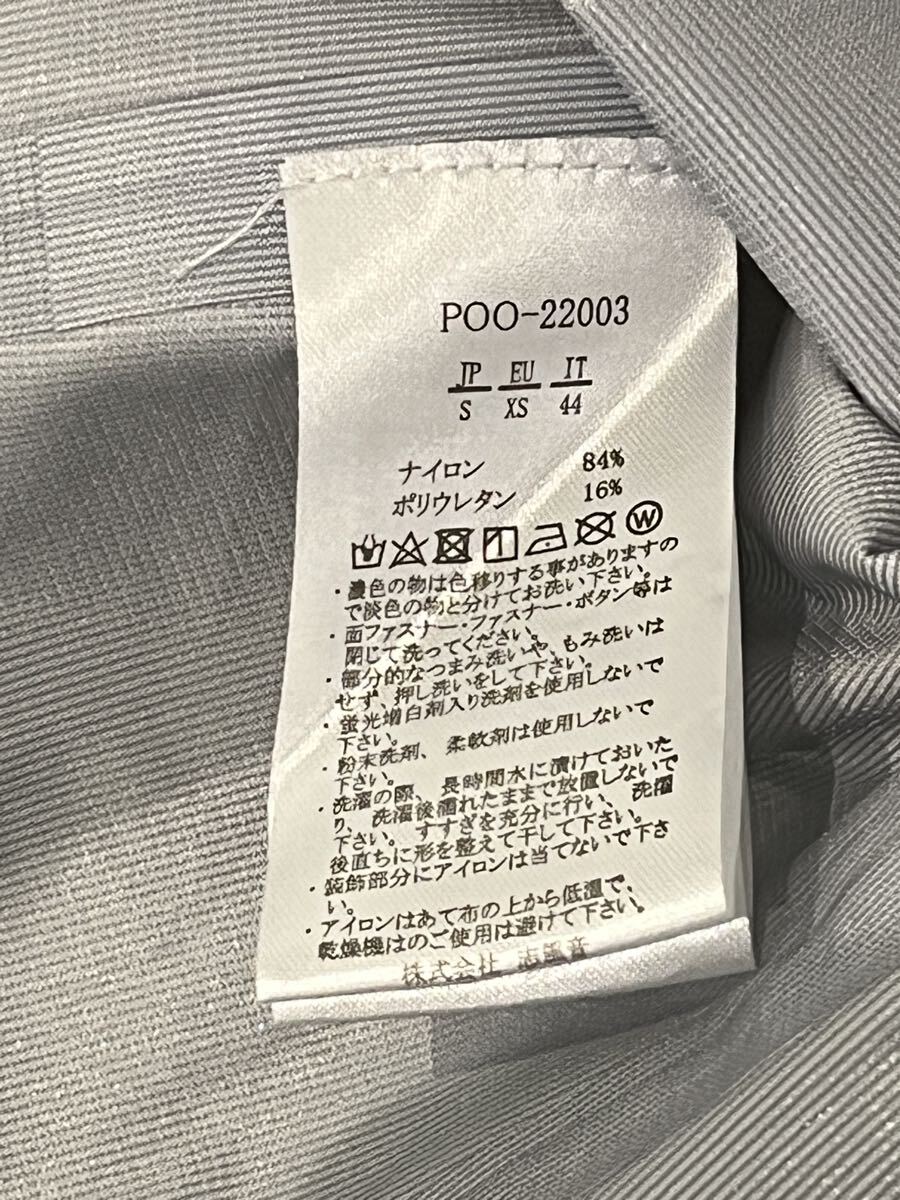 POO-22003
JP EU IT
S XS 44
ナイロン 84%
ポリウレタン 16%
W
・濃色の物は色移りする事がありますの
で淡色の物と分けてお洗い下さい。
・面ファスナー・ファスナー・ボタン等は
閉じて洗ってください。
・部分的なつまみ洗いや、もみ洗いは
せず、押し洗いをして下さい。
・蛍光増白剤入り洗剤を使用しないで
下さい。
・粉末洗剤、柔軟剤は使用しないで
下さい。
・洗濯の際、長時間水に漬けておいた
り、洗濯後濡れたままで放置しないで
下さい。すすぎを充分に行い、洗濯
後直ちに形を整えて干して下さい。
・装飾部分にアイロンは当てないで下さ
い。
・アイロンはあて布の上から低温で、
乾燥機はのご使用は避けて下さい。
株式会社